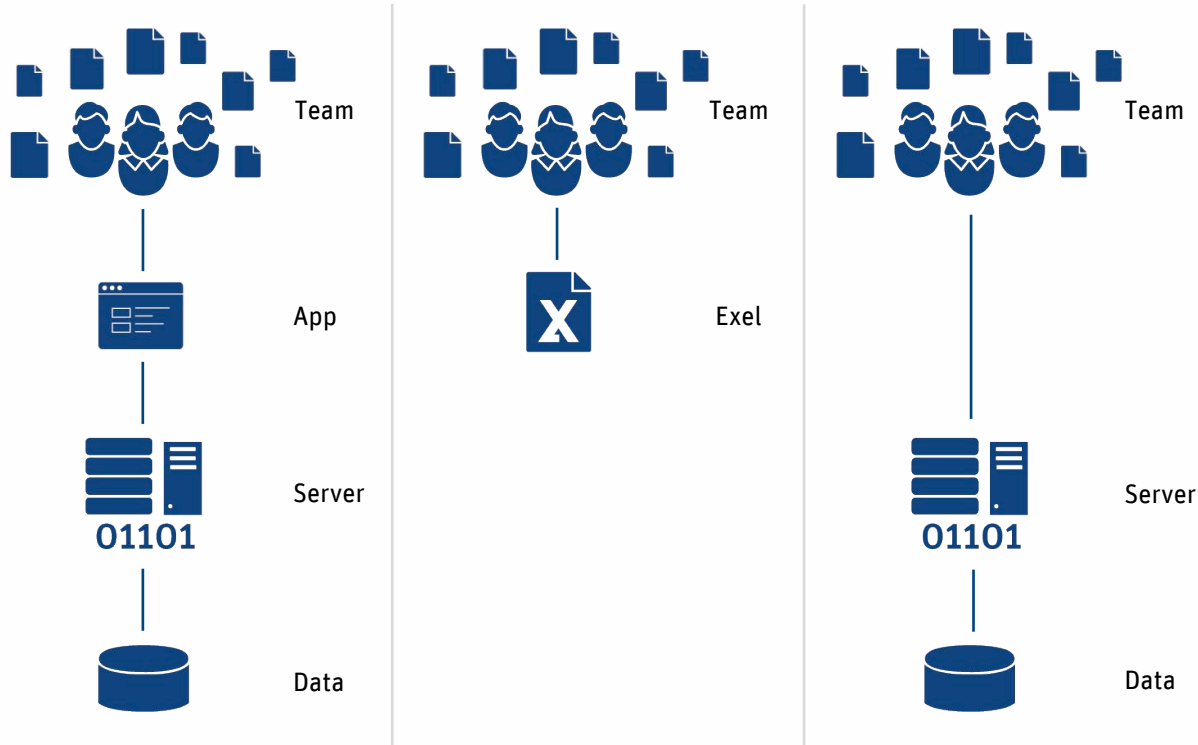 Team
App
Server
01101
Data
Team
X
Exel
Team
Server
01101
Data